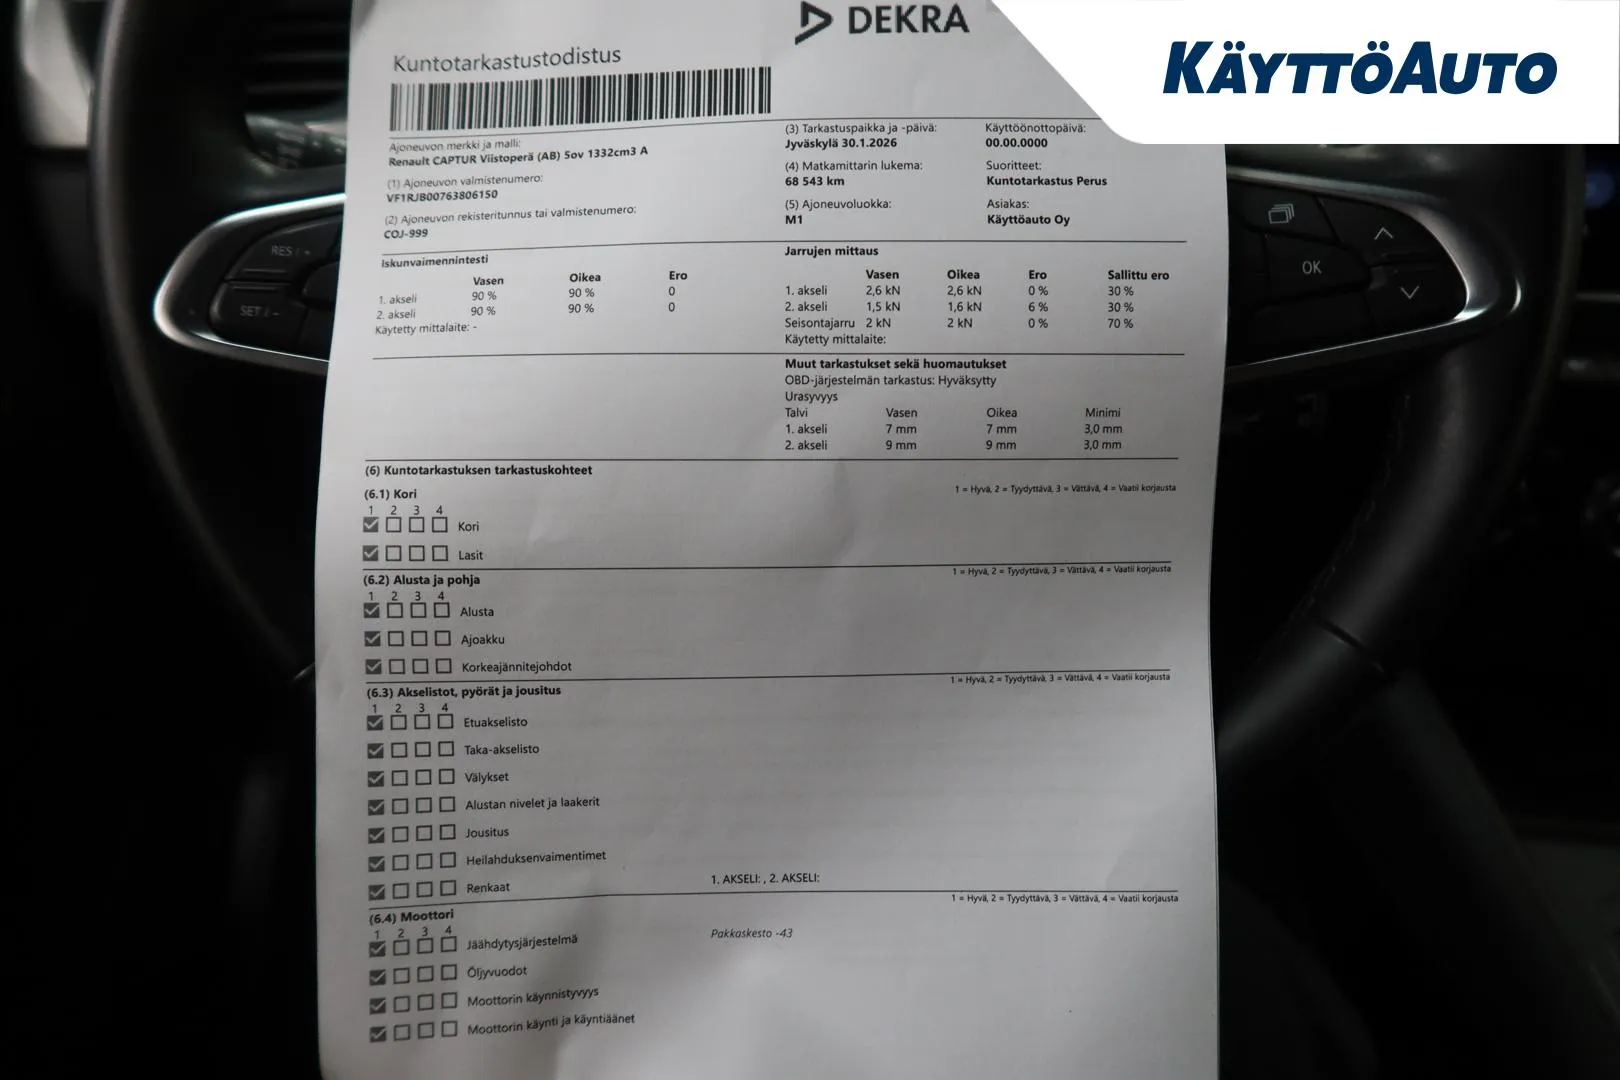 DEKRA
KÄYTTÖAUTO
Kuntotarkastustodistus
Ajoneuvon merkki ja malli:
Renault CAPTUR Viistoperä (AB) 5ov 1332cm3 A
(1) Ajoneuvon valmistenumero:
VF1RJB00763806150
(2) Ajoneuvon rekisteritunnus tai valmistenumero:
COJ-999
(3) Tarkastuspaikka ja -päivä:
Jyväskylä 30.1.2026
(4) Matkamittarin lukema:
68 543 km
(5) Ajoneuvoluokka:
M1
Käyttöönottopäivä:
00.00.0000
Suoritteet:
Kuntotarkastus Perus
Asiakas:
Käyttöauto Oy
Iskunvaimennintesti
Vasen Oikea Ero
1. akseli 90 % 90 % 0
2. akseli 90 % 90 % 0
Käytetty mittalaite: -
Jarrujen mittaus
Vasen Oikea Ero Sallittu ero
1. akseli 2,6 kN 2,6 kN 0 % 30 %
2. akseli 1,5 kN 1,6 kN 6 % 30 %
Seisontajarru 2 kN 2 kN 0 % 70 %
Käytetty mittalaite:
Muut tarkastukset sekä huomautukset
OBD-järjestelmän tarkastus: Hyväksytty
Urasyvyys
Talvi Vasen Oikea Minimi
1. akseli 7 mm 7 mm 3,0 mm
2. akseli 9 mm 9 mm 3,0 mm
(6) Kuntotarkastuksen tarkastuskohteet
(6.1) Kori
1 = Hyvä, 2 = Tyydyttävä, 3 = Välttävä, 4 = Vaatii korjausta
1 2 3 4
Kori
Lasit
(6.2) Alusta ja pohja
1 = Hyvä, 2 = Tyydyttävä, 3 = Välttävä, 4 = Vaatii korjausta
1 2 3 4
Alusta
Ajoakku
Korkeajännitejohdot
(6.3) Akselistot, pyörät ja jousitus
1 = Hyvä, 2 = Tyydyttävä, 3 = Välttävä, 4 = Vaatii korjausta
1 2 3 4
Etuakselisto
Taka-akselisto
Välykset
Alustan nivelet ja laakerit
Jousitus
Heilahduksenvaimentimet
Renkaat 1. AKSELI: , 2. AKSELI:
(6.4) Moottori
1 = Hyvä, 2 = Tyydyttävä, 3 = Välttävä, 4 = Vaatii korjausta
1 2 3 4
Jäähdytysjärjestelmä Pakkaskesto -43
Öljyvuodot
Moottorin käynnistyvyys
Moottorin käynti ja käyntiäänet
RES / +
SET / -
OK